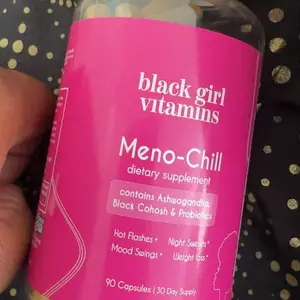 black girl
vitamins
Meno-Chill
dietary supplement
contains Ashwagandha,
Black Cohosh & Probiotics
Hot Flashes * Night Sweats *
Mood Swings * Weight loss *
90 Capsules | 30 Day Supply